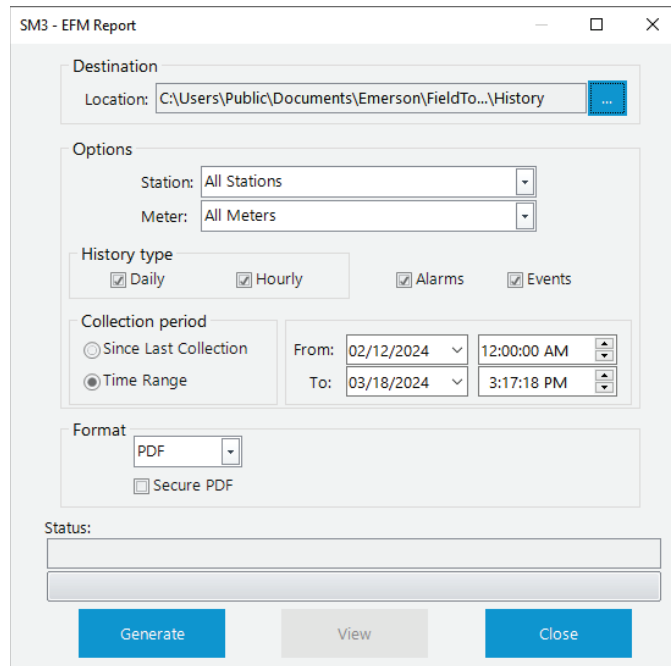 SM3 - EFM Report
Destination
Location: C:\Users\Public\Documents\Emerson\FieldTo...\History ...
Options
Station: All Stations
Meter: All Meters
History type
Daily Hourly Alarms Events
Collection period
Since Last Collection From: 02/12/2024 12:00:00 AM
Time Range To: 03/18/2024 3:17:18 PM
Format
PDF
Secure PDF
Status:
Generate View Close